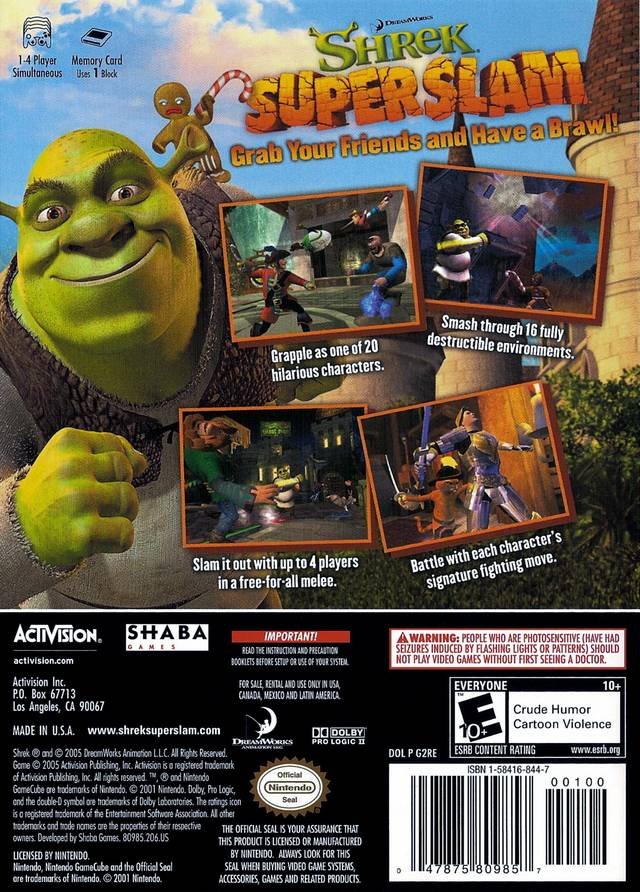 1-4 Player
Simultaneous
Memory Card
Uses 1 Block
DREAMWORKS
SHREK
SUPERSLAM
Grab Your Friends and Have a Brawl!
Grapple as one of 20
hilarious characters.
Smash through 16 fully
destructible environments.
Slam it out with up to 4 players
in a free-for-all melee.
Battle with each character's
signature fighting move.
ACTIVISION®
activision.com
SHABA
GAMES
Activision Inc.
P.O. Box 67713
Los Angeles, CA 90067
MADE IN U.S.A. www.shreksuperslam.com
Shrek ® and © 2005 DreamWorks Animation L.L.C. All Rights Reserved.
Game © 2005 Activision Publishing, Inc. Activision is a registered trademark
of Activision Publishing, Inc. All rights reserved. TM, ® and Nintendo
GameCube are trademarks of Nintendo. © 2001 Nintendo. Dolby, Pro Logic,
and the double-D symbol are trademarks of Dolby Laboratories. The ratings icon
is a registered trademark of the Entertainment Software Association. All other
trademarks and trade names are the properties of their respective
owners. Developed by Shaba Games. 80985.206.US
LICENSED BY NINTENDO.
Nintendo, Nintendo GameCube and the Official Seal
are trademarks of Nintendo. © 2001 Nintendo.
IMPORTANT!
READ THE INSTRUCTION AND PRECAUTION
BOOKLETS BEFORE SETUP OR USE OF YOUR SYSTEM.
FOR SALE, RENTAL AND USE ONLY IN USA,
CANADA, MEXICO AND LATIN AMERICA.
DREAMWORKS
ANIMATION SKG
DOLBY
PRO LOGIC II
Official
Nintendo
Seal
THE OFFICIAL SEAL IS YOUR ASSURANCE THAT
THIS PRODUCT IS LICENSED OR MANUFACTURED
BY NINTENDO. ALWAYS LOOK FOR THIS
SEAL WHEN BUYING VIDEO GAME SYSTEMS,
ACCESSORIES, GAMES AND RELATED PRODUCTS.
WARNING: PEOPLE WHO ARE PHOTOSENSITIVE (HAVE HAD
SEIZURES INDUCED BY FLASHING LIGHTS OR PATTERNS) SHOULD
NOT PLAY VIDEO GAMES WITHOUT FIRST SEEING A DOCTOR.
EVERYONE 10+
E
10+
Crude Humor
Cartoon Violence
ESRB CONTENT RATING www.esrb.org
DOL P G2RE
ISBN 1-58416-844-7
00100
0 47875 80985 7